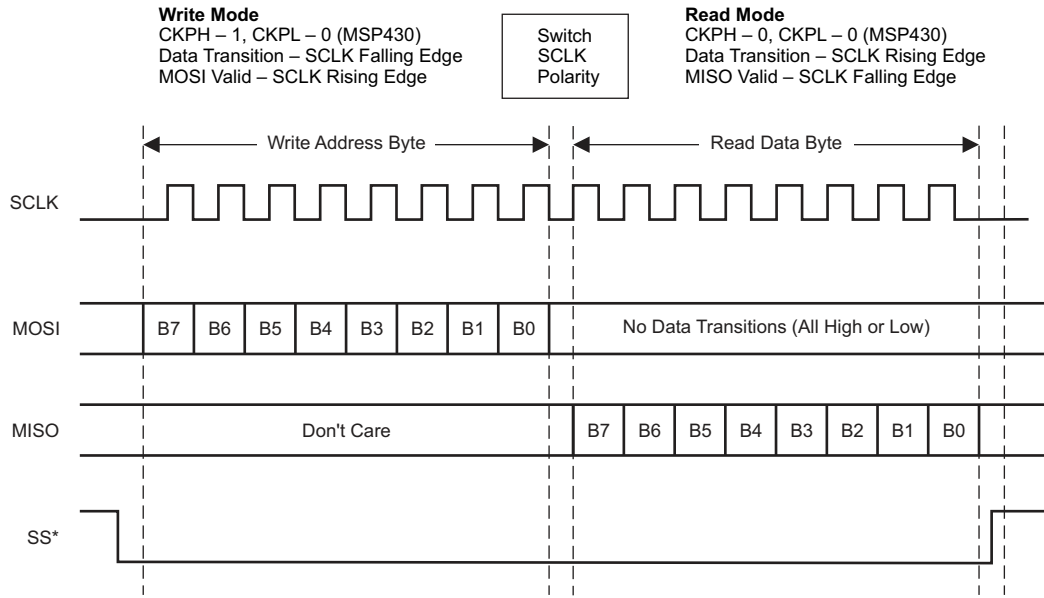 Write Mode
CKPH – 1, CKPL – 0 (MSP430)
Data Transition – SCLK Falling Edge
MOSI Valid – SCLK Rising Edge
Switch
SCLK
Polarity
Read Mode
CKPH – 0, CKPL – 0 (MSP430)
Data Transition – SCLK Rising Edge
MISO Valid – SCLK Falling Edge
Write Address Byte
Read Data Byte
SCLK
MOSI
B7 B6 B5 B4 B3 B2 B1 B0
No Data Transitions (All High or Low)
MISO
Don't Care
B7 B6 B5 B4 B3 B2 B1 B0
SS*